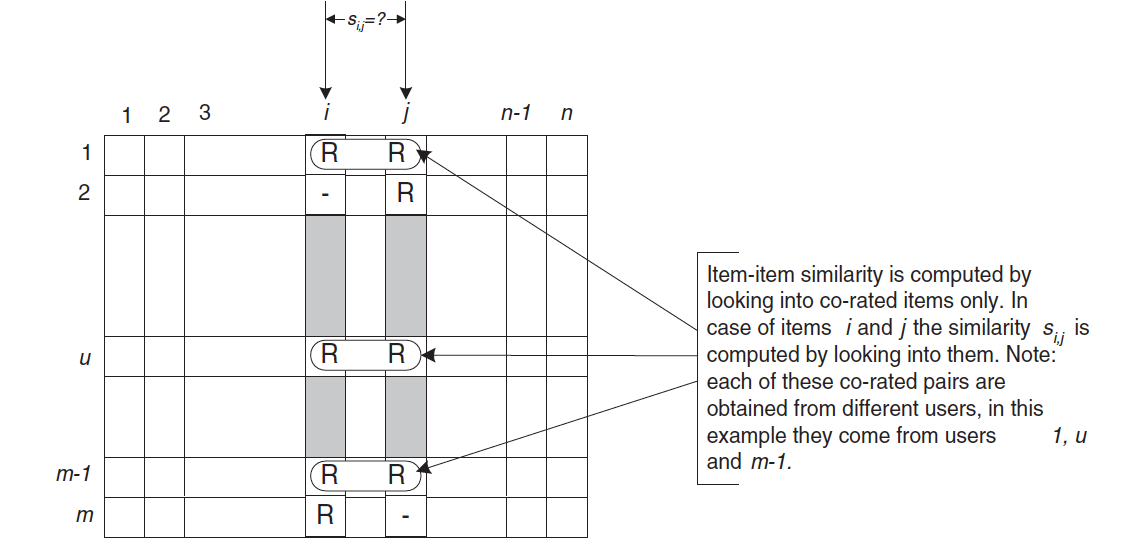 s i,j =?
1 2 3 i j n-1 n
1 R R
2 - R
u R R
m-1 R R
m R -
Item-item similarity is computed by
looking into co-rated items only. In
case of items i and j the similarity s i,j is
computed by looking into them. Note:
each of these co-rated pairs are
obtained from different users, in this
example they come from users 1, u
and m-1.